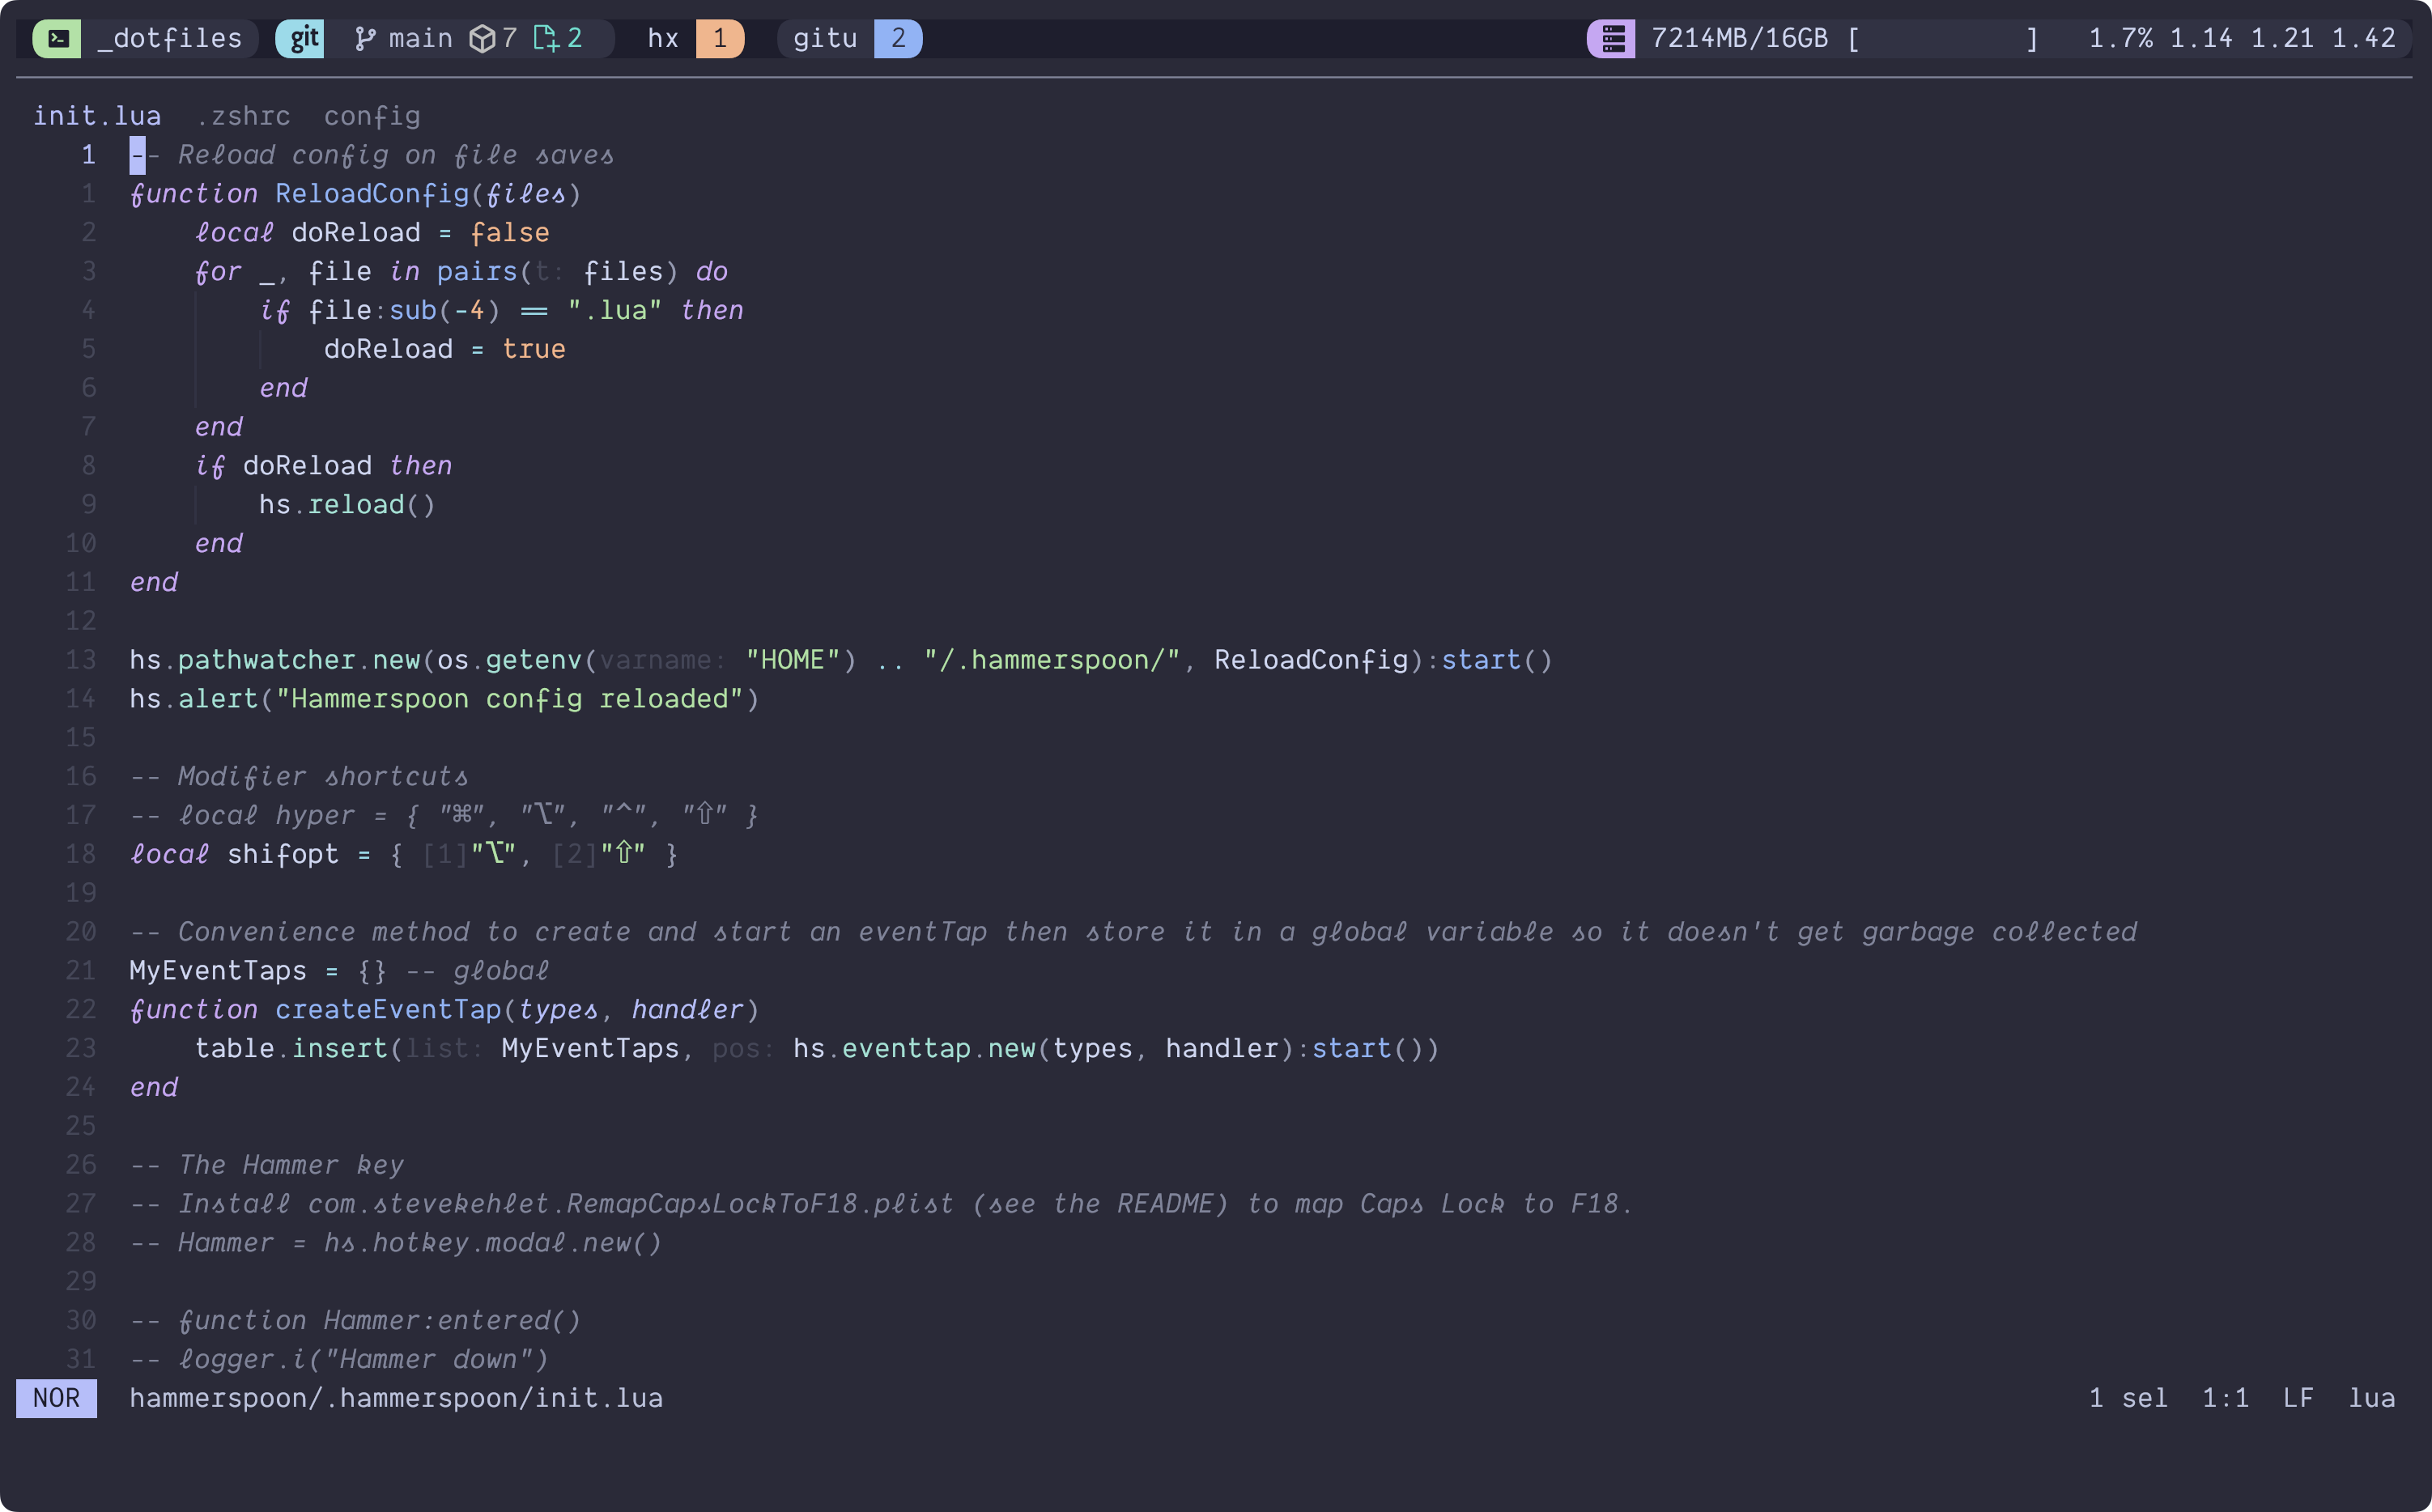 _dotfiles git main 7 2 hx 1 gitu 2 7214MB/16GB [ ] 1.7% 1.14 1.21 1.42
init.lua .zshrc config
1 -- Reload config on file saves
1 function ReloadConfig(files)
2 local doReload = false
3 for _, file in pairs(t: files) do
4 if file:sub(-4) == ".lua" then
5 doReload = true
6 end
7 end
8 if doReload then
9 hs.reload()
10 end
11 end
12
13 hs.pathwatcher.new(os.getenv(varname: "HOME") .. "/.hammerspoon/", ReloadConfig):start()
14 hs.alert("Hammerspoon config reloaded")
15
16 -- Modifier shortcuts
17 -- local hyper = { "⌘", "⌥", "^", "⇧" }
18 local shifopt = { [1]"⌥", [2]"⇧" }
19
20 -- Convenience method to create and start an eventTap then store it in a global variable so it doesn't get garbage collected
21 MyEventTaps = {} -- global
22 function createEventTap(types, handler)
23 table.insert(list: MyEventTaps, pos: hs.eventtap.new(types, handler):start())
24 end
25
26 -- The Hammer key
27 -- Install com.stevekehlet.RemapCapsLockToF18.plist (see the README) to map Caps Lock to F18.
28 -- Hammer = hs.hotkey.modal.new()
29
30 -- function Hammer:entered()
31 -- logger.i("Hammer down")
NOR hammerspoon/.hammerspoon/init.lua 1 sel 1:1 LF lua